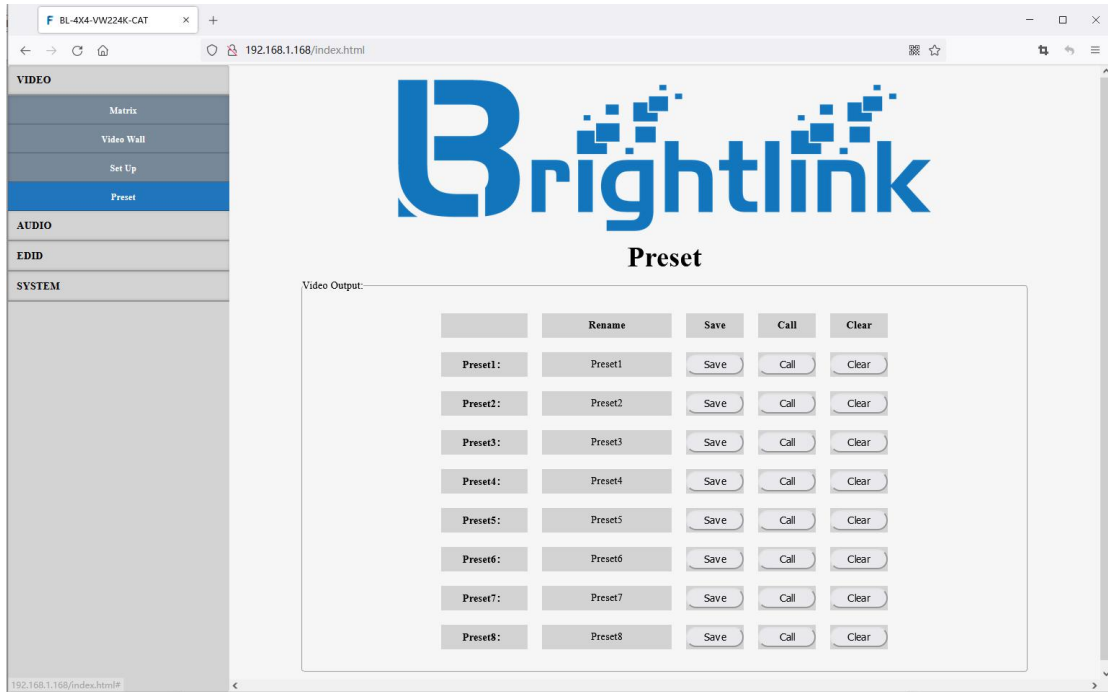 BL-4X4-VW224K-CAT
192.168.1.168/index.html
VIDEO
Matrix
Video Wall
Set Up
Preset
AUDIO
EDID
SYSTEM
Brightlink
Preset
Video Output:
Rename Save Call Clear
Preset1: Preset1 Save Call Clear
Preset2: Preset2 Save Call Clear
Preset3: Preset3 Save Call Clear
Preset4: Preset4 Save Call Clear
Preset5: Preset5 Save Call Clear
Preset6: Preset6 Save Call Clear
Preset7: Preset7 Save Call Clear
Preset8: Preset8 Save Call Clear
192.168.1.168/index.html#